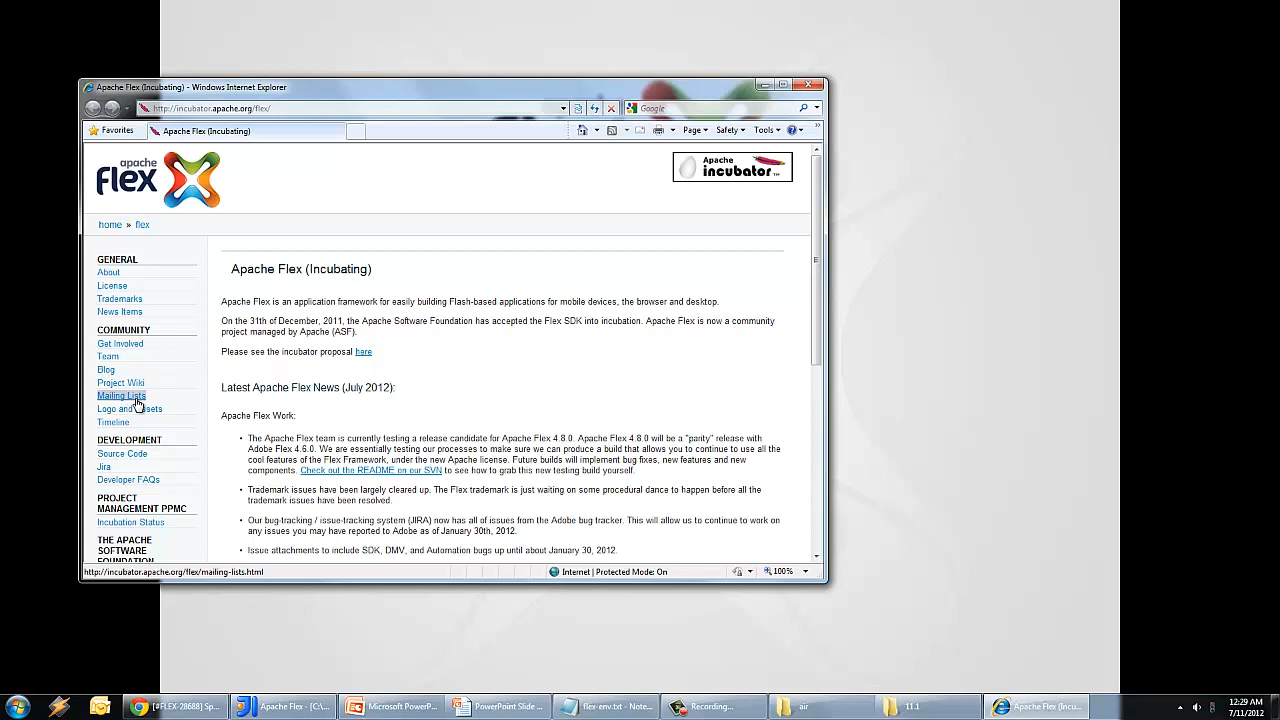 Apache Flex (Incubating) - Windows Internet Explorer
http://incubator.apache.org/flex/
Google
Favorites
Apache Flex (Incubating)
Page
Safety
Tools
apache
flex
Apache
incubator
TM
home » flex
GENERAL
About
License
Trademarks
News Items
COMMUNITY
Get Involved
Team
Blog
Project Wiki
Mailing Lists
Logo and Assets
Timeline
DEVELOPMENT
Source Code
Jira
Developer FAQs
PROJECT
MANAGEMENT PPMC
Incubation Status
THE APACHE
SOFTWARE
FOUNDATION
Apache Flex (Incubating)
Apache Flex is an application framework for easily building Flash-based applications for mobile devices, the browser and desktop.
On the 31th of December, 2011, the Apache Software Foundation has accepted the Flex SDK into incubation. Apache Flex is now a community
project managed by Apache (ASF).
Please see the incubator proposal here
Latest Apache Flex News (July 2012):
Apache Flex Work:
• The Apache Flex team is currently testing a release candidate for Apache Flex 4.8.0. Apache Flex 4.8.0 will be a "parity" release with
Adobe Flex 4.6.0. We are essentially testing our processes to make sure we can produce a build that allows you to continue to use all the
cool features of the Flex Framework, under the new Apache license. Future builds will implement bug fixes, new features and new
components. Check out the README on our SVN to see how to grab this new testing build yourself.
• Trademark issues have been largely cleared up. The Flex trademark is just waiting on some procedural dance to happen before all the
trademark issues have been resolved.
• Our bug-tracking / issue-tracking system (JIRA) now has all of issues from the Adobe bug tracker. This will allow us to continue to work on
any issues you may have reported to Adobe as of January 30th, 2012.
• Issue attachments to include SDK, DMV, and Automation bugs up until about January 30, 2012.
http://incubator.apache.org/flex/mailing-lists.html
Internet | Protected Mode: On
100%
[#FLEX-28688] Sp...
Apache Flex - [C:\...
Microsoft PowerP...
PowerPoint Slide ...
flex-env.txt - Note...
Recording...
air
11.1
Apache Flex (Incu...
12:29 AM
7/11/2012